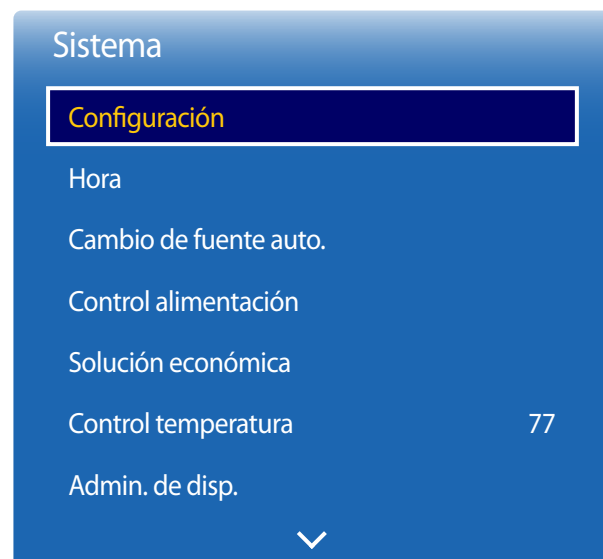 Sistema
Configuración
Hora
Cambio de fuente auto.
Control alimentación
Solución económica
Control temperatura 77
Admin. de disp.